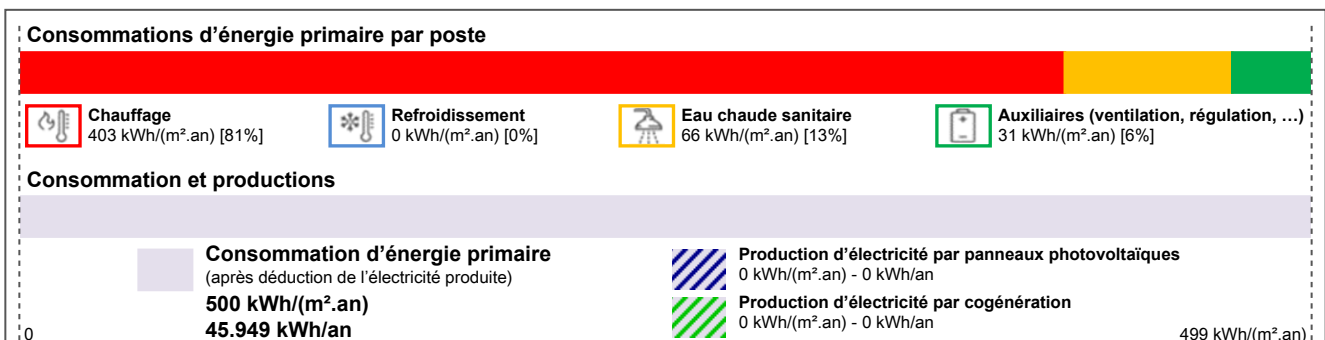 Consommations d’énergie primaire par poste
Chauffage
403 kWh/(m².an) [81%]
Refroidissement
0 kWh/(m².an) [0%]
Eau chaude sanitaire
66 kWh/(m².an) [13%]
Auxiliaires (ventilation, régulation, …)
31 kWh/(m².an) [6%]
Consommation et productions
Consommation d’énergie primaire
(après déduction de l’électricité produite)
500 kWh/(m².an)
45.949 kWh/an
Production d’électricité par panneaux photovoltaïques
0 kWh/(m².an) - 0 kWh/an
Production d’électricité par cogénération
0 kWh/(m².an) - 0 kWh/an
0
499 kWh/(m².an)